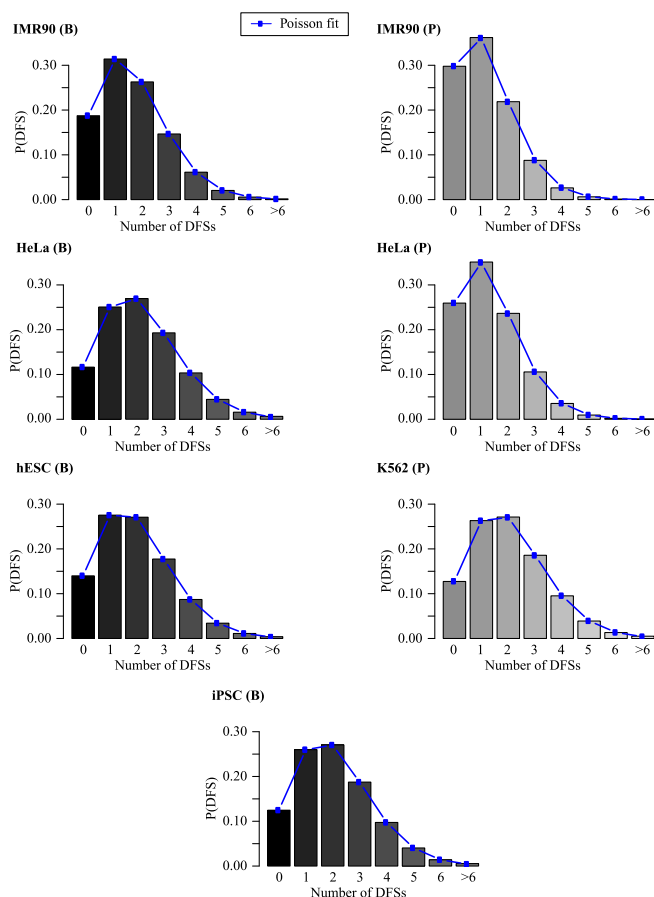 Poisson fit
IMR90 (B)
0.30
0.20
0.10
0.00
P(DFS)
0 1 2 3 4 5 6 >6
Number of DFSs
IMR90 (P)
0.30
0.20
0.10
0.00
P(DFS)
0 1 2 3 4 5 6 >6
Number of DFSs
HeLa (B)
0.30
0.20
0.10
0.00
P(DFS)
0 1 2 3 4 5 6 >6
Number of DFSs
HeLa (P)
0.30
0.20
0.10
0.00
P(DFS)
0 1 2 3 4 5 6 >6
Number of DFSs
hESC (B)
0.30
0.20
0.10
0.00
P(DFS)
0 1 2 3 4 5 6 >6
Number of DFSs
K562 (P)
0.30
0.20
0.10
0.00
P(DFS)
0 1 2 3 4 5 6 >6
Number of DFSs
iPSC (B)
0.30
0.20
0.10
0.00
P(DFS)
0 1 2 3 4 5 6 >6
Number of DFSs